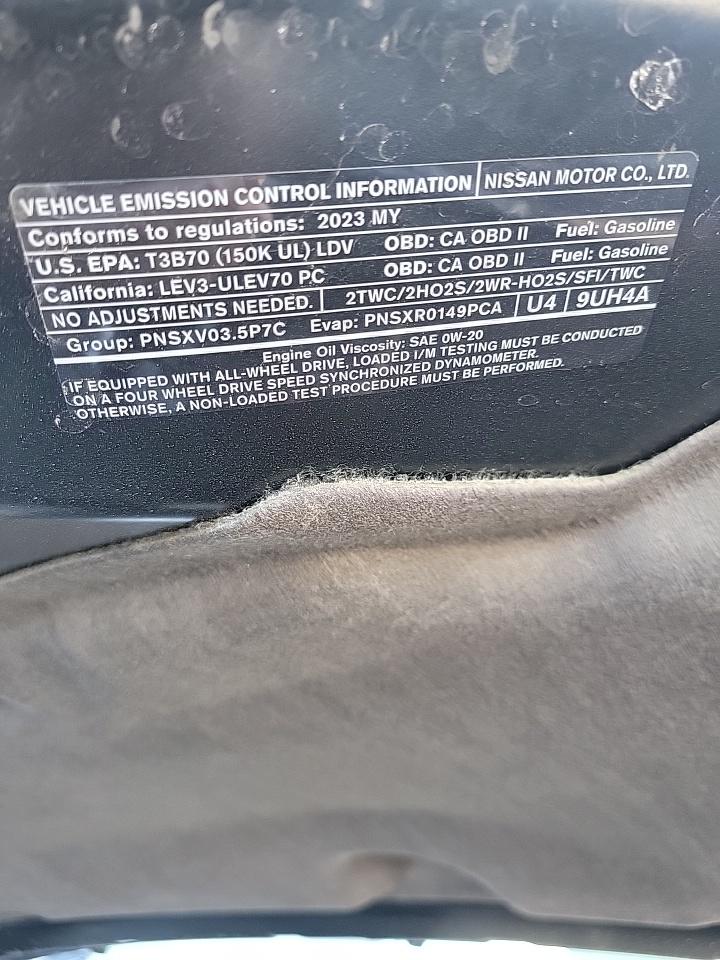 VEHICLE EMISSION CONTROL INFORMATION NISSAN MOTOR CO., LTD.
Conforms to regulations: 2023 MY
U.S. EPA: T3B70 (150K UL) LDV OBD: CA OBD II Fuel: Gasoline
California: LEV3-ULEV70 PC OBD: CA OBD II Fuel: Gasoline
NO ADJUSTMENTS NEEDED. 2TWC/2HO2S/2WR-HO2S/SFI/TWC
Group: PNSXV03.5P7C Evap: PNSXR0149PCA U4 9UH4A
Engine Oil Viscosity: SAE 0W-20
IF EQUIPPED WITH ALL-WHEEL DRIVE, LOADED I/M TESTING MUST BE CONDUCTED
ON A FOUR WHEEL DRIVE SPEED SYNCHRONIZED DYNAMOMETER.
OTHERWISE, A NON-LOADED TEST PROCEDURE MUST BE PERFORMED.